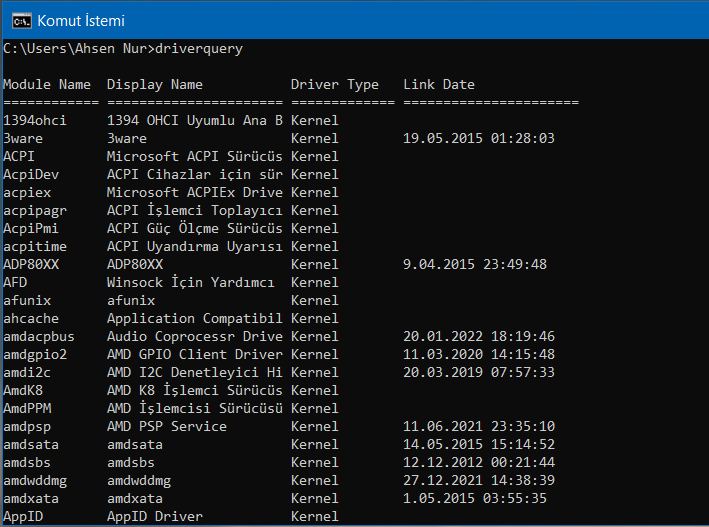 Komut İstemi
C:\Users\Ahsen Nur>driverquery
Module Name  Display Name           Driver Type   Link Date
============ ====================== ============= ======================
1394ohci     1394 OHCI Uyumlu Ana B Kernel
3ware        3ware                  Kernel        19.05.2015 01:28:03
ACPI         Microsoft ACPI Sürücüs Kernel
AcpiDev      ACPI Cihazlar için sür Kernel
acpiex       Microsoft ACPIEx Drive Kernel
acpipagr     ACPI İşlemci Toplayıcı Kernel
AcpiPmi      ACPI Güç Ölçme Sürücüs Kernel
acpitime     ACPI Uyandırma Uyarısı Kernel
ADP80XX      ADP80XX                Kernel        9.04.2015 23:49:48
AFD          Winsock İçin Yardımcı  Kernel
afunix       afunix                 Kernel
ahcache      Application Compatibil Kernel
amdacpbus    Audio Coprocessr Drive Kernel        20.01.2022 18:19:46
amdgpio2     AMD GPIO Client Driver Kernel        11.03.2020 14:15:48
amdi2c       AMD I2C Denetleyici Hi Kernel        20.03.2019 07:57:33
AmdK8        AMD K8 İşlemci Sürücüs Kernel
AmdPPM       AMD İşlemcisi Sürücüsü Kernel
amdpsp       AMD PSP Service        Kernel        11.06.2021 23:35:10
amdsata      amdsata                Kernel        14.05.2015 15:14:52
amdsbs       amdsbs                 Kernel        12.12.2012 00:21:44
amdwddmg     amdwddmg               Kernel        27.12.2021 14:38:39
amdxata      amdxata                Kernel        1.05.2015 03:55:35
AppID        AppID Driver           Kernel